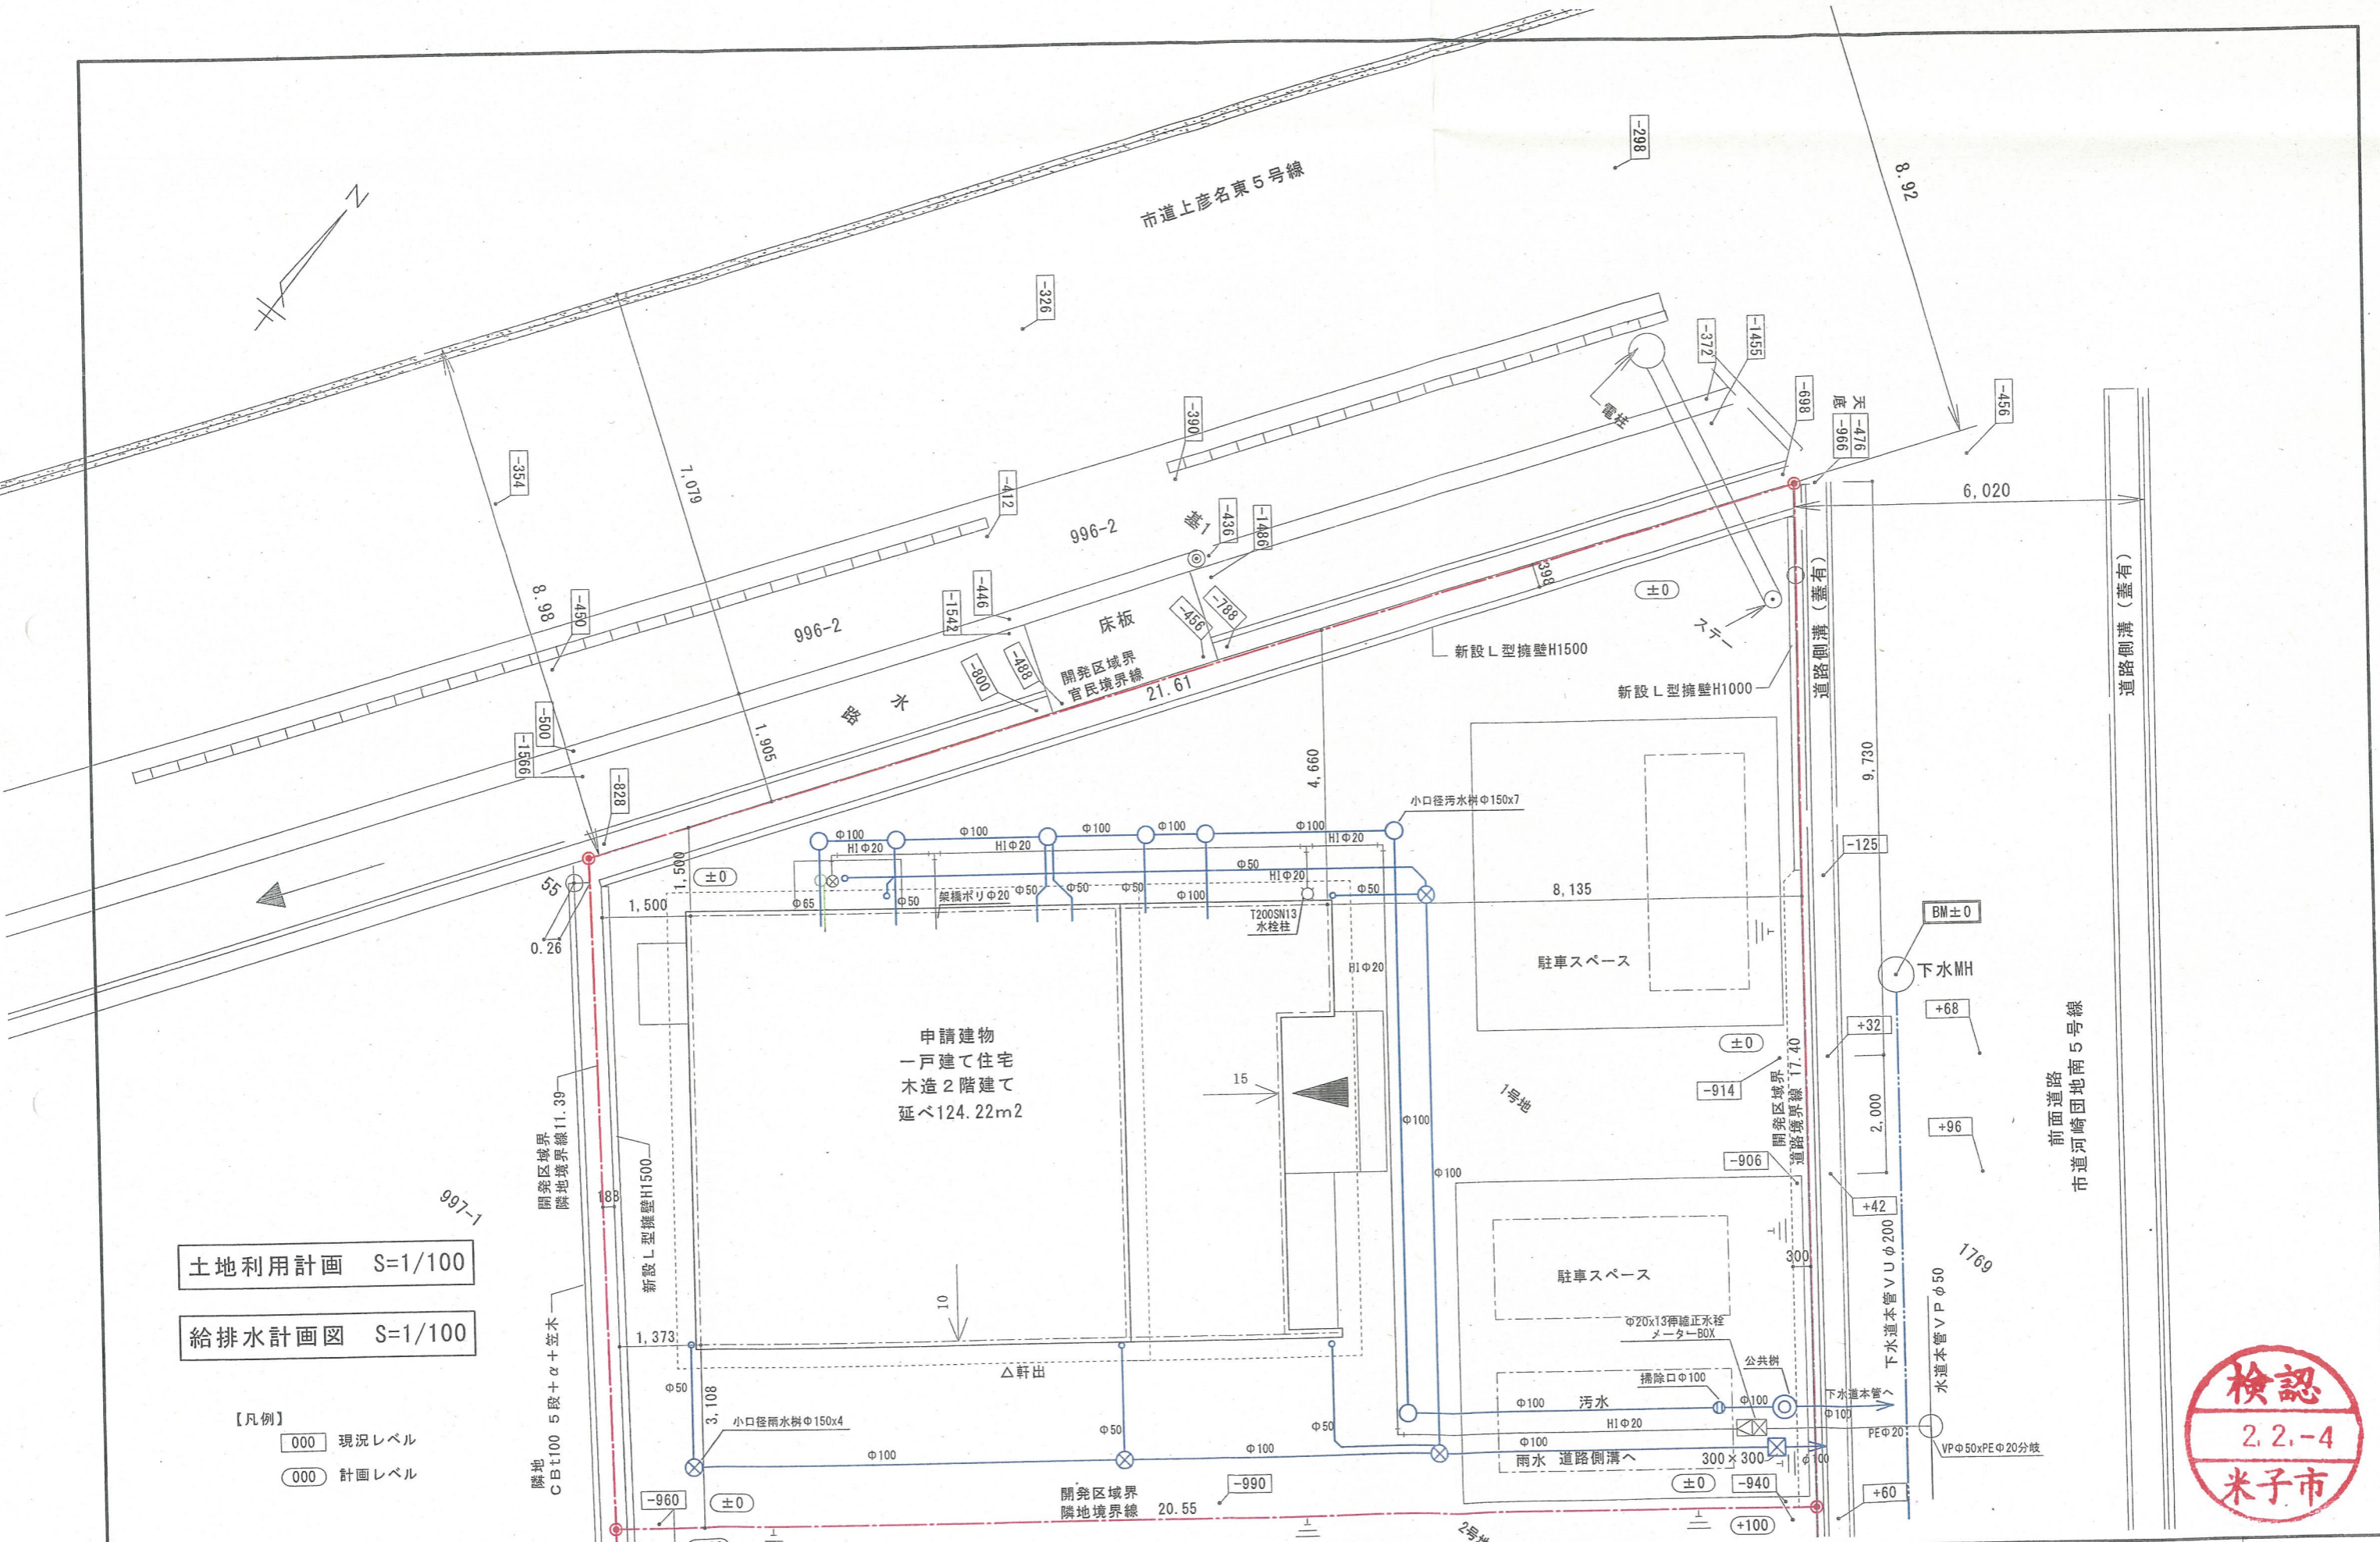 N
市道上彦名東5号線
-298
8.92
-326
-354
7,079
8.98
-390
-412
電柱
-372
-1455
-698
天 -476
底 -966
-456
6,020
996-2
基1
-436
-1486
-446
-1542
床板
-456
-788
398
±0
ステー
道路側溝（蓋有）
道路側溝（蓋有）
-450
996-2
-800
-488
開発区域界
官民境界線
21.61
新設L型擁壁H1500
新設L型擁壁H1000
9,730
-500
-1566
路 水
1,905
4,660
-828
小口径汚水桝Φ150x7
Φ100
Φ100
Φ100
Φ100
Φ100
HIΦ20
HIΦ20
HIΦ20
Φ50
HIΦ20
-125
55
1,500
±0
1,500
Φ65
Φ50
架橋ポリΦ20
Φ50
Φ50
Φ50
Φ100
T200SN13
水栓柱
Φ50
8,135
0.26
BM±0
下水MH
HIΦ20
駐車スペース
+68
+32
申請建物
一戸建て住宅
木造2階建て
延べ124.22m2
15
±0
-914
1号地
開発区域界
道路境界線 17.40
2,000
+96
前面道路
市道河崎団地南5号線
Φ100
Φ100
-906
+42
開発区域界
隣地境界線11.39
997-1
188
新設L型擁壁H1500
300
下水道本管VUφ200
1769
水道本管VPφ50
土地利用計画 S=1/100
給排水計画図 S=1/100
10
駐車スペース
Φ20x13伸縮止水栓
メーターBOX
1,373
△軒出
公共桝
掃除口Φ100
隣地
CBt100 5段+α+笠木
Φ50
3,108
小口径雨水桝Φ150x4
Φ50
Φ50
Φ100
汚水
Φ100
下水道本管へ
Φ100
HIΦ20
PEΦ20
VPΦ50xPEΦ20分岐
【凡例】
000 現況レベル
000 計画レベル
Φ100
Φ100
Φ100
雨水 道路側溝へ
300×300
φ100
-960
±0
開発区域界
隣地境界線 20.55
-990
±0
-940
+60
+100
検認
2.2.-4
米子市